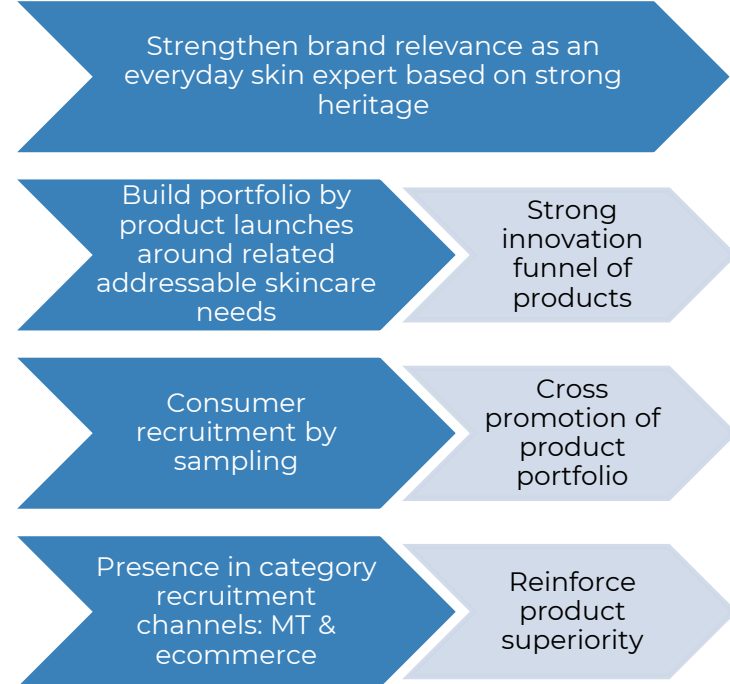 Strengthen brand relevance as an
everyday skin expert based on strong
heritage
Build portfolio by
product launches
around related
addressable skincare
needs
Strong
innovation
funnel of
products
Consumer
recruitment by
sampling
Cross
promotion of
product
portfolio
Presence in category
recruitment
channels: MT &
ecommerce
Reinforce
product
superiority